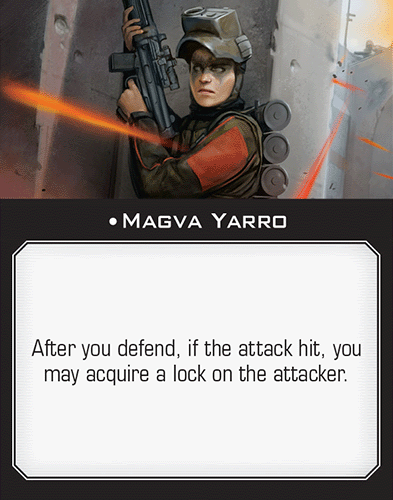 •Magva Yarro
After you defend, if the attack hit, you
may acquire a lock on the attacker.